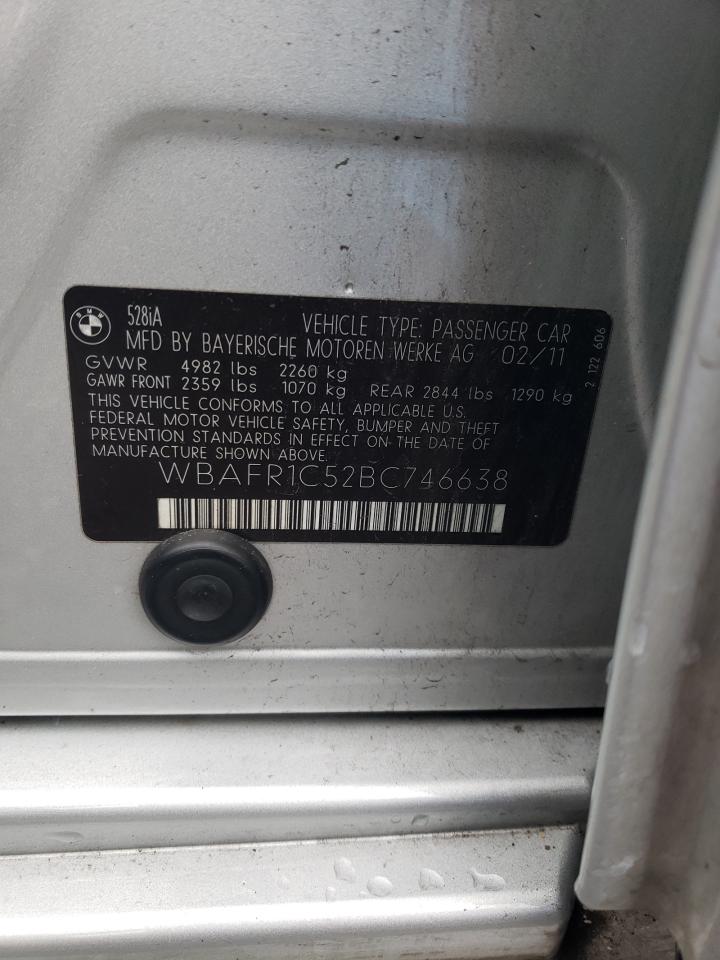 BMW
528iA VEHICLE TYPE: PASSENGER CAR
MFD BY BAYERISCHE MOTOREN WERKE AG 02/11
GVWR 4982 lbs 2260 kg
GAWR FRONT 2359 lbs 1070 kg REAR 2844 lbs 1290 kg
THIS VEHICLE CONFORMS TO ALL APPLICABLE U.S.
FEDERAL MOTOR VEHICLE SAFETY, BUMPER AND THEFT
PREVENTION STANDARDS IN EFFECT ON THE DATE OF
MANUFACTURE SHOWN ABOVE.
WBAFR1C52BC746638
2 122 606